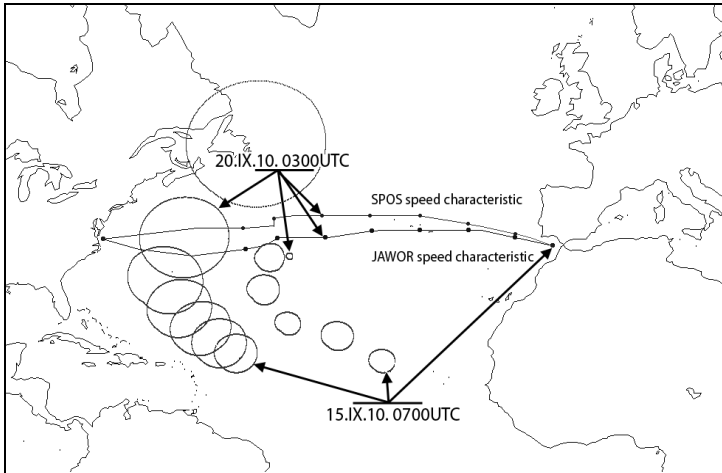 20.IX.10. 0300UTC
SPOS speed characteristic
JAWOR speed characteristic
15.IX.10. 0700UTC